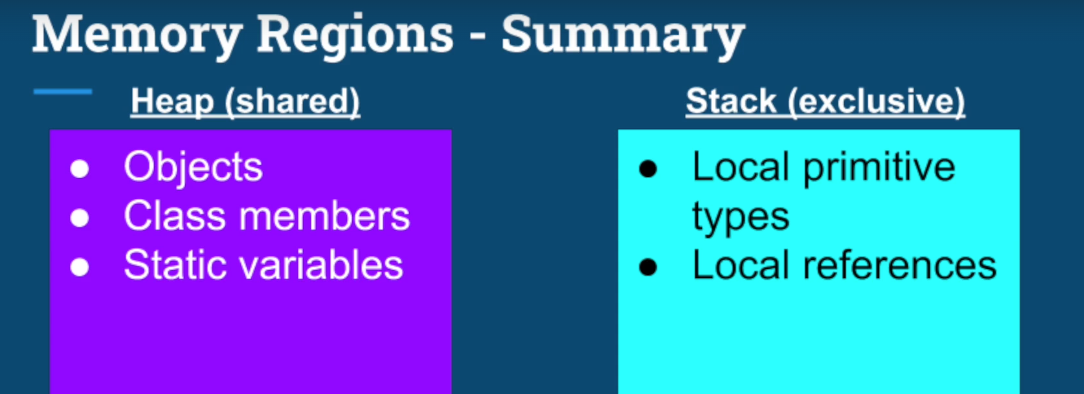 Memory Regions - Summary
Heap (shared)
● Objects
● Class members
● Static variables
Stack (exclusive)
● Local primitive
types
● Local references